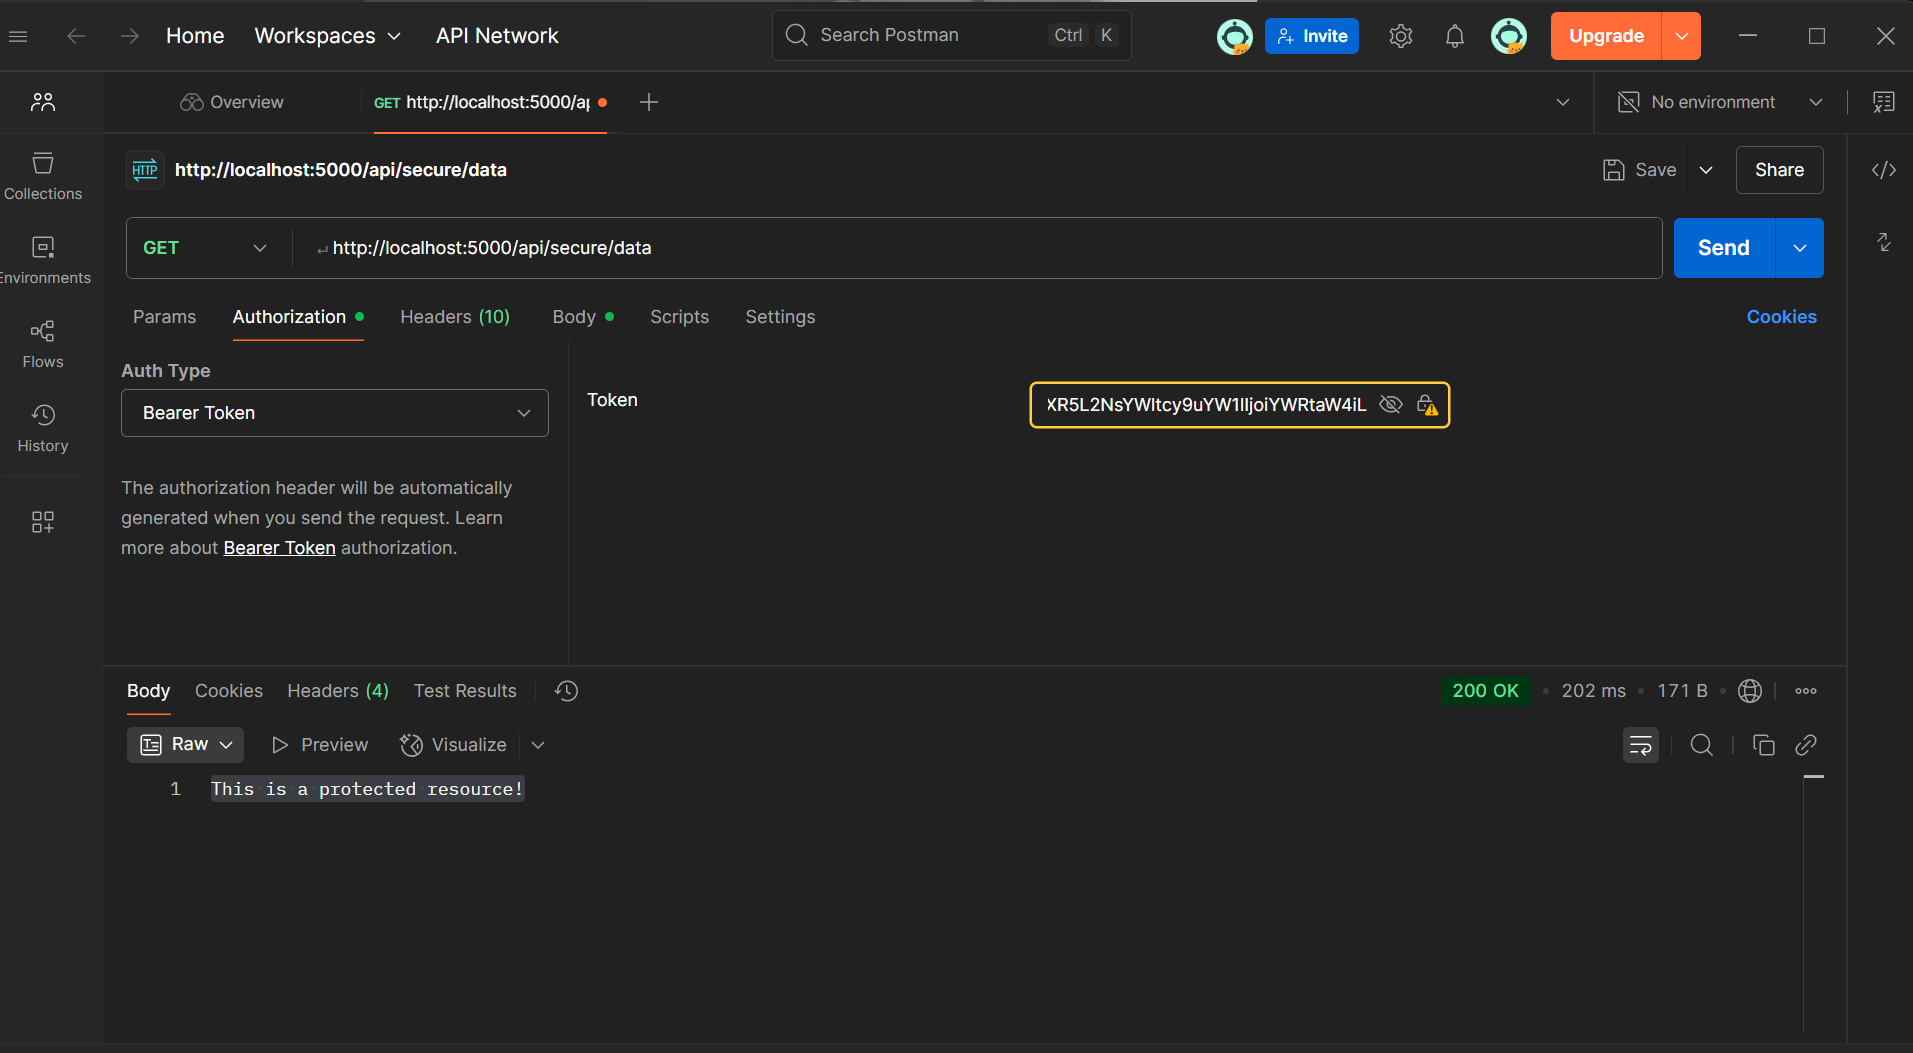 Home Workspaces API Network Search Postman Ctrl K Invite Upgrade
Overview GET http://localhost:5000/ap No environment
HTTP http://localhost:5000/api/secure/data Save Share
GET http://localhost:5000/api/secure/data Send
Collections
Environments
Flows
History
Params Authorization Headers (10) Body Scripts Settings Cookies
Auth Type
Bearer Token
Token XR5L2NsYWltcy9uYW1lIjoiYWRtaW4iL
The authorization header will be automatically
generated when you send the request. Learn
more about Bearer Token authorization.
Body Cookies Headers (4) Test Results 200 OK • 202 ms • 171 B •
Raw Preview Visualize
1 This is a protected resource!